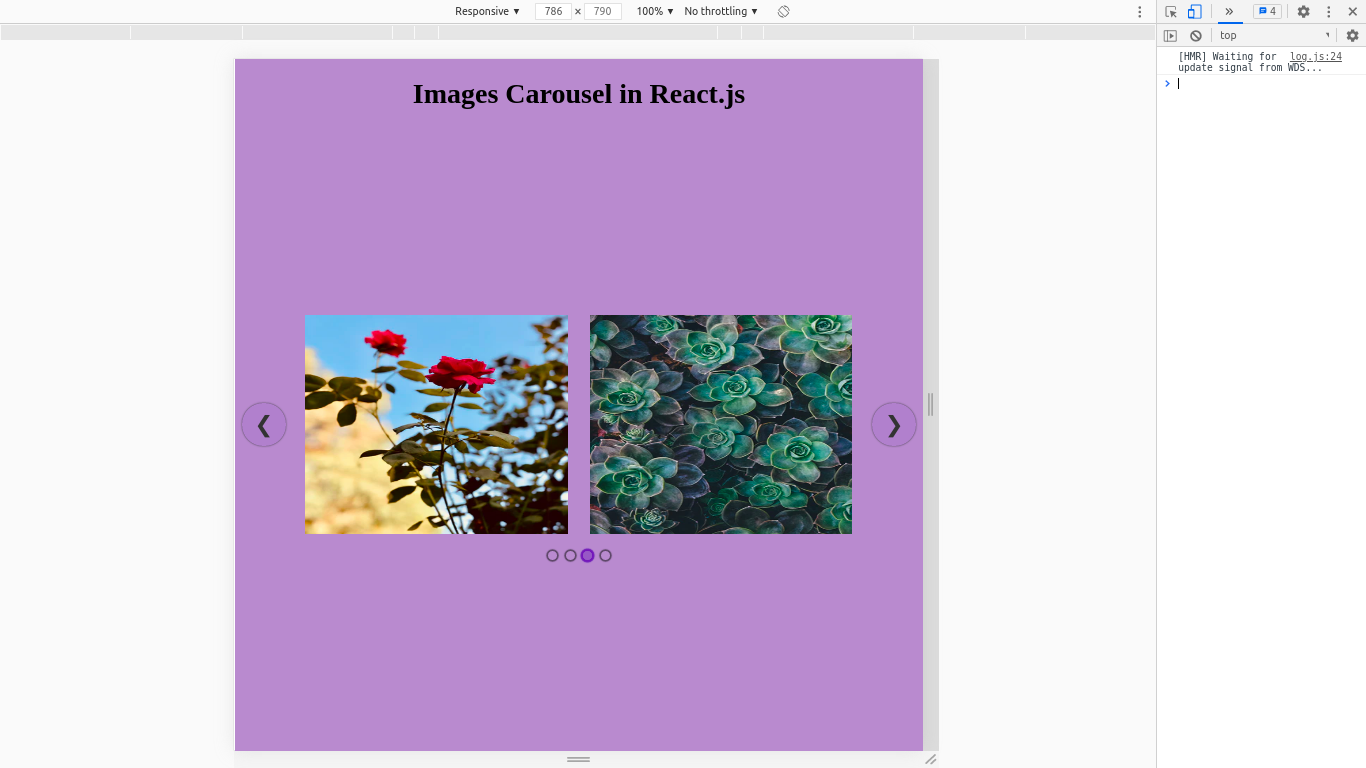 Responsive ▼ 786 × 790 100% ▼ No throttling ▼
4
top
[HMR] Waiting for log.js:24
update signal from WDS...
Images Carousel in React.js